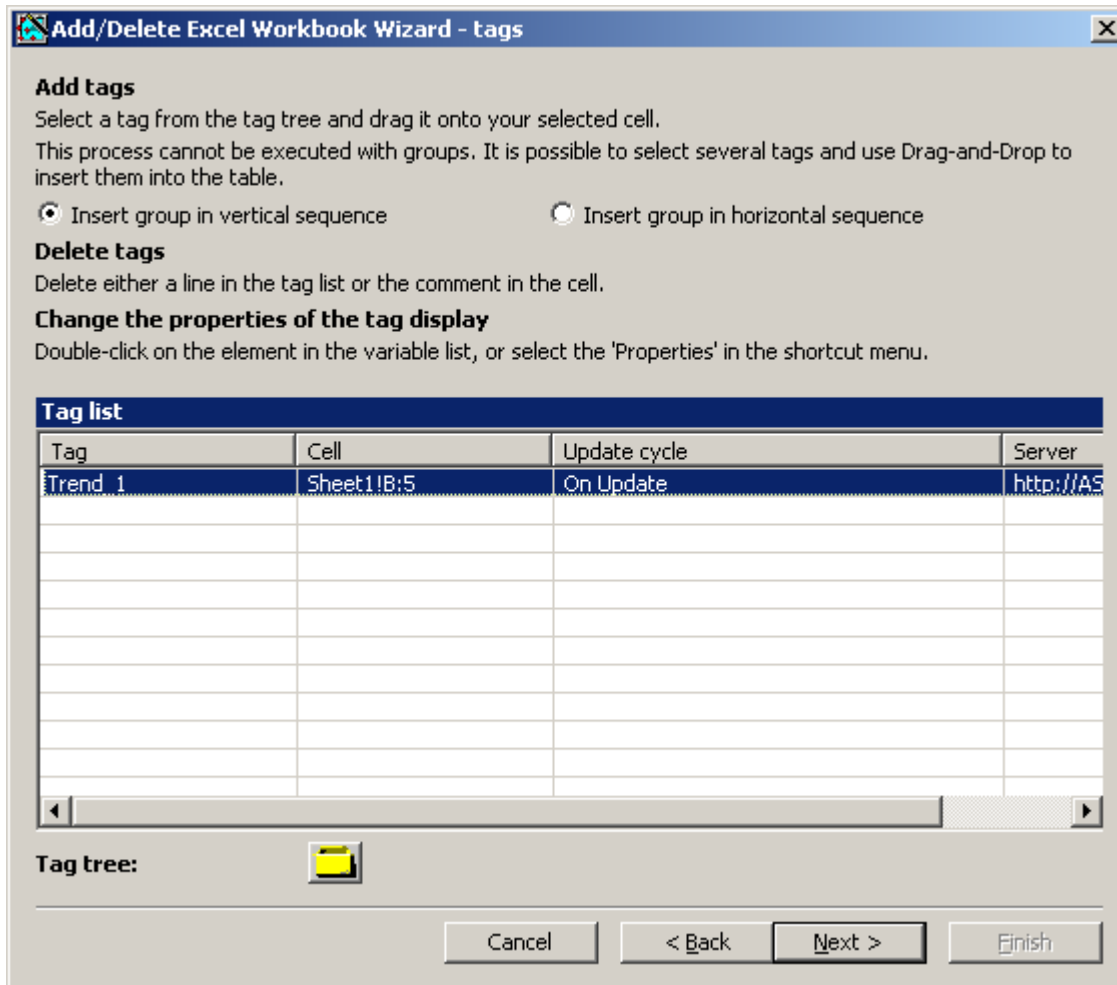 Add/Delete Excel Workbook Wizard - tags
Add tags
Select a tag from the tag tree and drag it onto your selected cell.
This process cannot be executed with groups. It is possible to select several tags and use Drag-and-Drop to
insert them into the table.
Insert group in vertical sequence Insert group in horizontal sequence
Delete tags
Delete either a line in the tag list or the comment in the cell.
Change the properties of the tag display
Double-click on the element in the variable list, or select the 'Properties' in the shortcut menu.
Tag list
Tag Cell Update cycle Server
Trend_1 Sheet1!B:5 On Update http://AS
Tag tree:
Cancel < Back Next > Finish